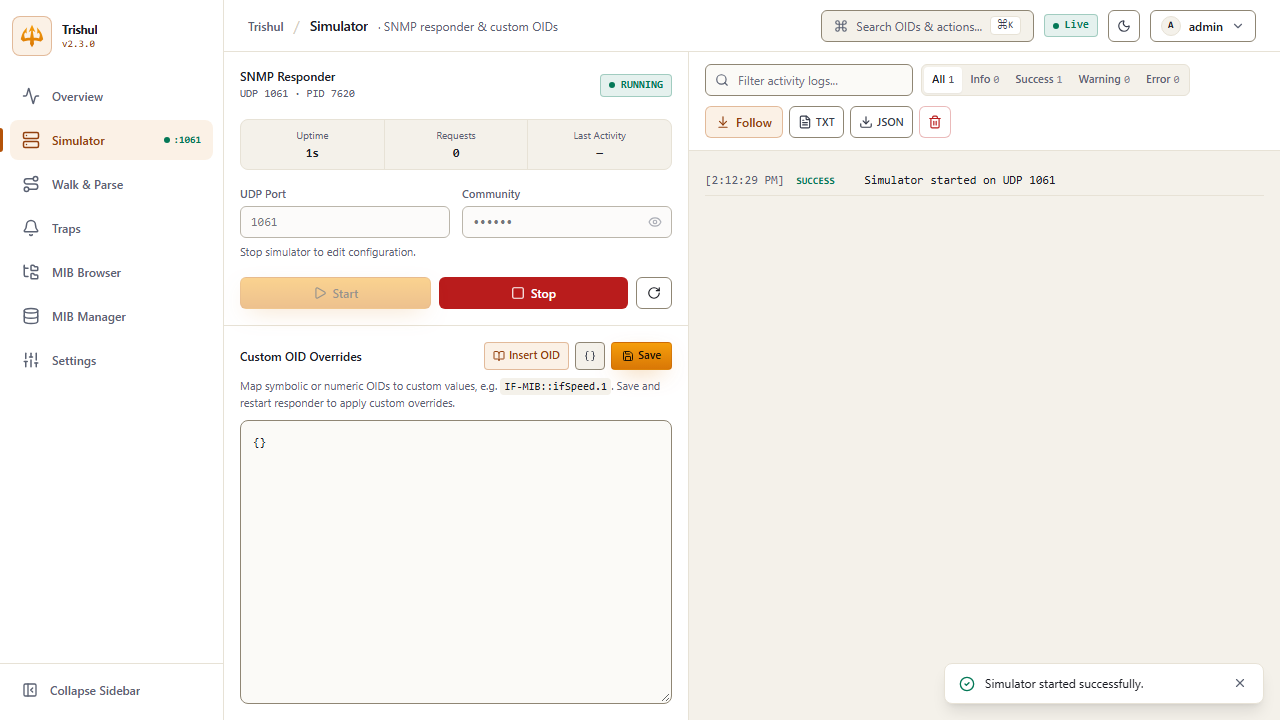 Trishul
v2.3.0
Overview
Simulator
:1061
Walk & Parse
Traps
MIB Browser
MIB Manager
Settings
Collapse Sidebar
Trishul / Simulator · SNMP responder & custom OIDs
Search OIDs & actions... ⌘K
Live
A admin
SNMP Responder
UDP 1061 · PID 7620
RUNNING
Uptime
1s
Requests
0
Last Activity
—
UDP Port
1061
Community
••••••
Stop simulator to edit configuration.
Start
Stop
Custom OID Overrides
Insert OID
{}
Save
Map symbolic or numeric OIDs to custom values, e.g. IF-MIB::ifSpeed.1. Save and
restart responder to apply custom overrides.
{}
Filter activity logs...
All 1 Info 0 Success 1 Warning 0 Error 0
Follow
TXT
JSON
[2:12:29 PM] SUCCESS Simulator started on UDP 1061
Simulator started successfully.